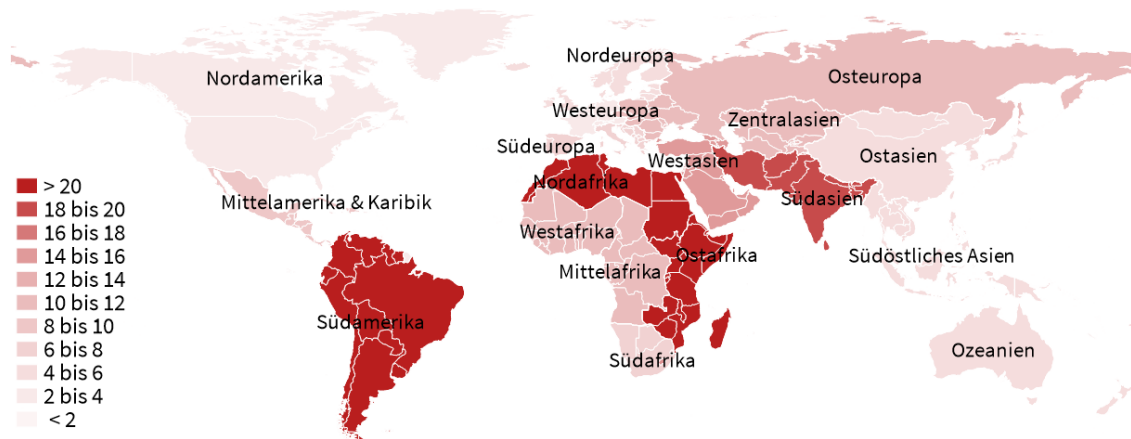 Nordeuropa
Nordamerika
Osteuropa
Westeuropa
Zentralasien
Südeuropa
Westasien
Ostasien
Nordafrika
Südasien
Mittelamerika & Karibik
Westafrika
Ostafrika
Südöstliches Asien
Mittelafrika
Südamerika
Südafrika
Ozeanien
> 20
18 bis 20
16 bis 18
14 bis 16
12 bis 14
10 bis 12
8 bis 10
6 bis 8
4 bis 6
2 bis 4
< 2